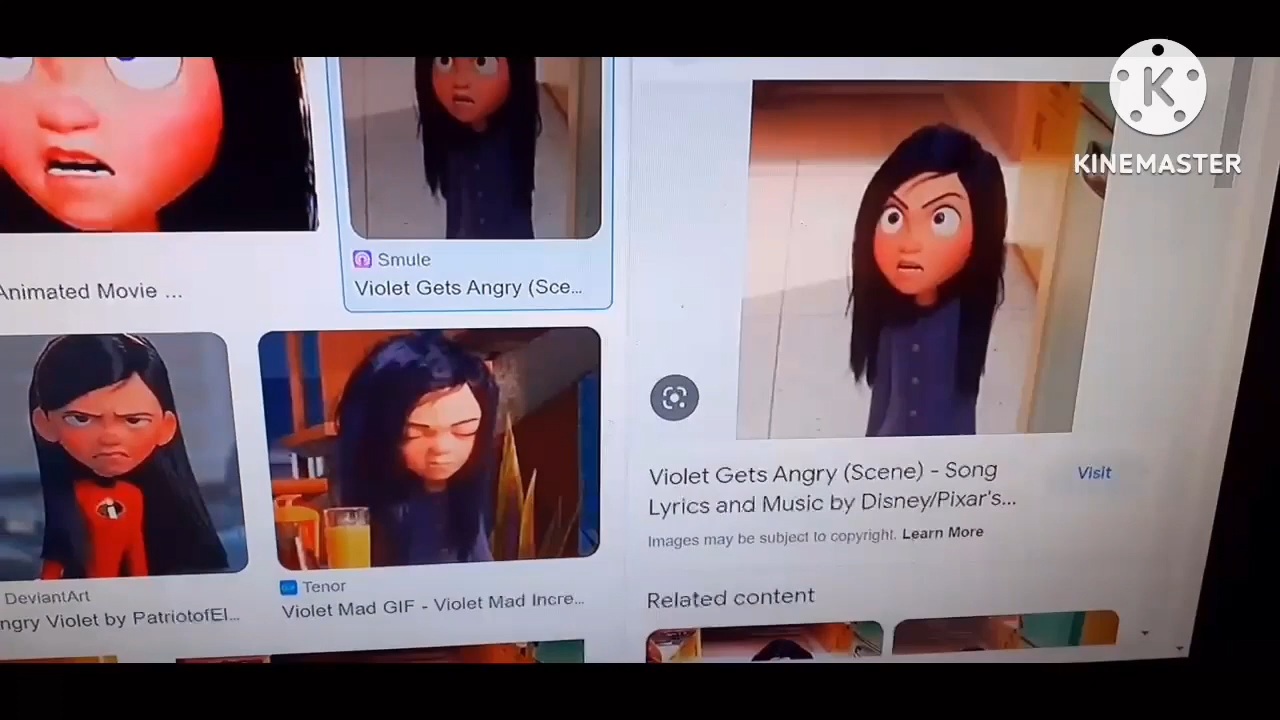 K
KINEMASTER
Smule
Violet Gets Angry (Sce...
Animated Movie ...
Violet Gets Angry (Scene) - Song
Lyrics and Music by Disney/Pixar's...
Visit
Images may be subject to copyright. Learn More
DeviantArt
ngry Violet by PatriotofEl...
GIF
Tenor
Violet Mad GIF - Violet Mad Incre...
Related content